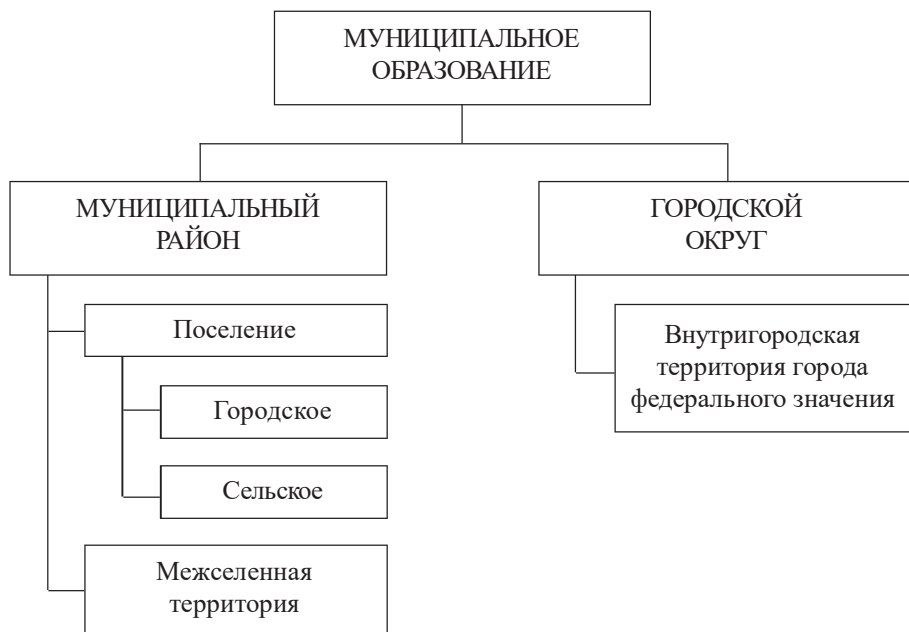 МУНИЦИПАЛЬНОЕ
ОБРАЗОВАНИЕ
МУНИЦИПАЛЬНЫЙ
РАЙОН
ГОРОДСКОЙ
ОКРУГ
Поселение
Городское
Сельское
Межселенная
территория
Внутригородская
территория города
федерального значения